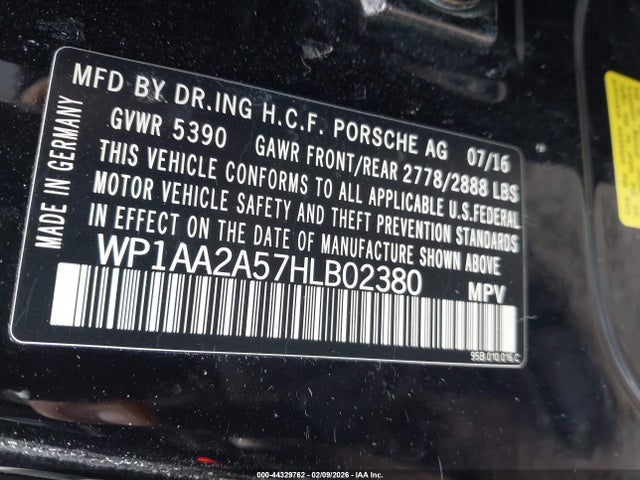 MFD BY DR.ING H.C.F. PORSCHE AG 07/16
GVWR 5390 GAWR FRONT/REAR 2778/2888 LBS
THIS VEHICLE CONFORMS TO ALL APPLICABLE U.S.FEDERAL
MOTOR VEHICLE SAFETY AND THEFT PREVENTION STANDARDS
IN EFFECT ON THE DATE OF MANUFACTURE SHOWN ABOVE
WP1AA2A57HLB02380 MPV
95B.010.016.C
MADE IN GERMANY
000-44329762 | 02/09/2026 | IAA Inc.